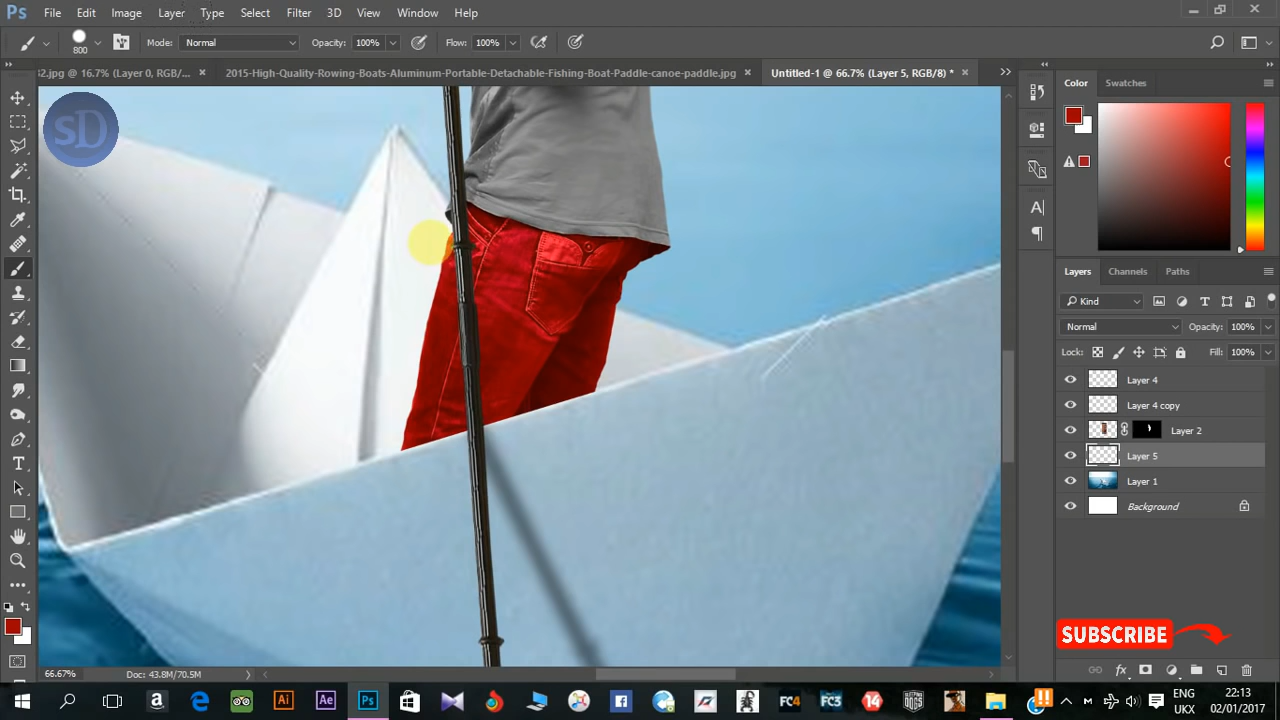 Ps File Edit Image Layer Type Select Filter 3D View Window Help
800 Mode: Normal Opacity: 100% Flow: 100%
32.jpg @ 16.7% (Layer 0, RGB/... × 2015-High-Quality-Rowing-Boats-Aluminum-Portable-Detachable-Fishing-Boat-Paddle-canoe-paddle.jpg × Untitled-1 @ 66.7% (Layer 5, RGB/8) * ×
Color Swatches
sD
Layers Channels Paths
Kind
Normal Opacity: 100%
Lock: Fill: 100%
Layer 4
Layer 4 copy
Layer 2
Layer 5
Layer 1
Background
SUBSCRIBE
66.67% Doc: 43.8M/70.5M
ENG 22:13
UKX 02/01/2017